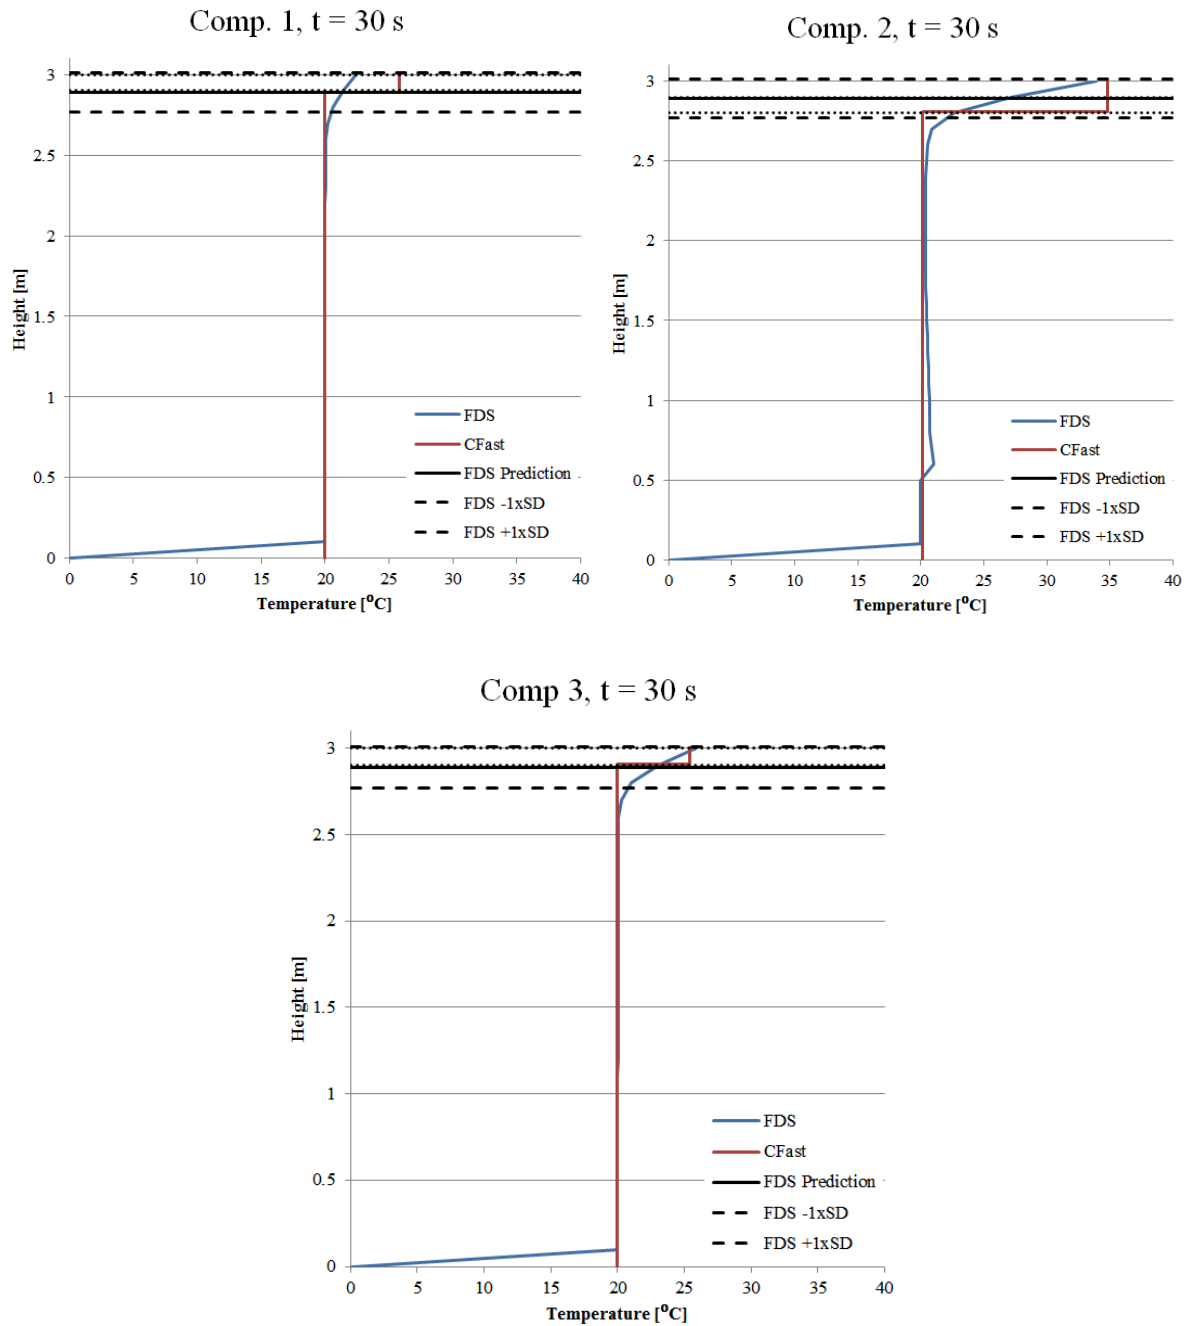 Comp. 1, t = 30 s
3
2.5
2
1.5
1
0.5
0
Height [m]
0 5 10 15 20 25 30 35 40
Temperature [ºC]
FDS
CFast
FDS Prediction
FDS -1xSD
FDS +1xSD
Comp. 2, t = 30 s
3
2.5
2
1.5
1
0.5
0
Height [m]
0 5 10 15 20 25 30 35 40
Temperature [ºC]
FDS
CFast
FDS Prediction
FDS -1xSD
FDS +1xSD
Comp 3, t = 30 s
3
2.5
2
1.5
1
0.5
0
Height [m]
0 5 10 15 20 25 30 35 40
Temperature [ºC]
FDS
CFast
FDS Prediction
FDS -1xSD
FDS +1xSD